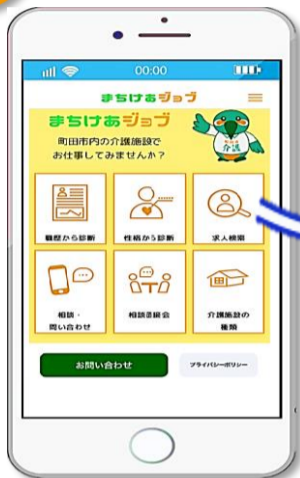 00:00
まちけあジョブ
まちけあジョブ
町田市内の介護施設で
お仕事してみませんか？
介護
職歴から診断
性格から診断
求人検索
相談・
問い合わせ
相談面接会
介護施設の
種類
お問い合わせ
プライバシーポリシー